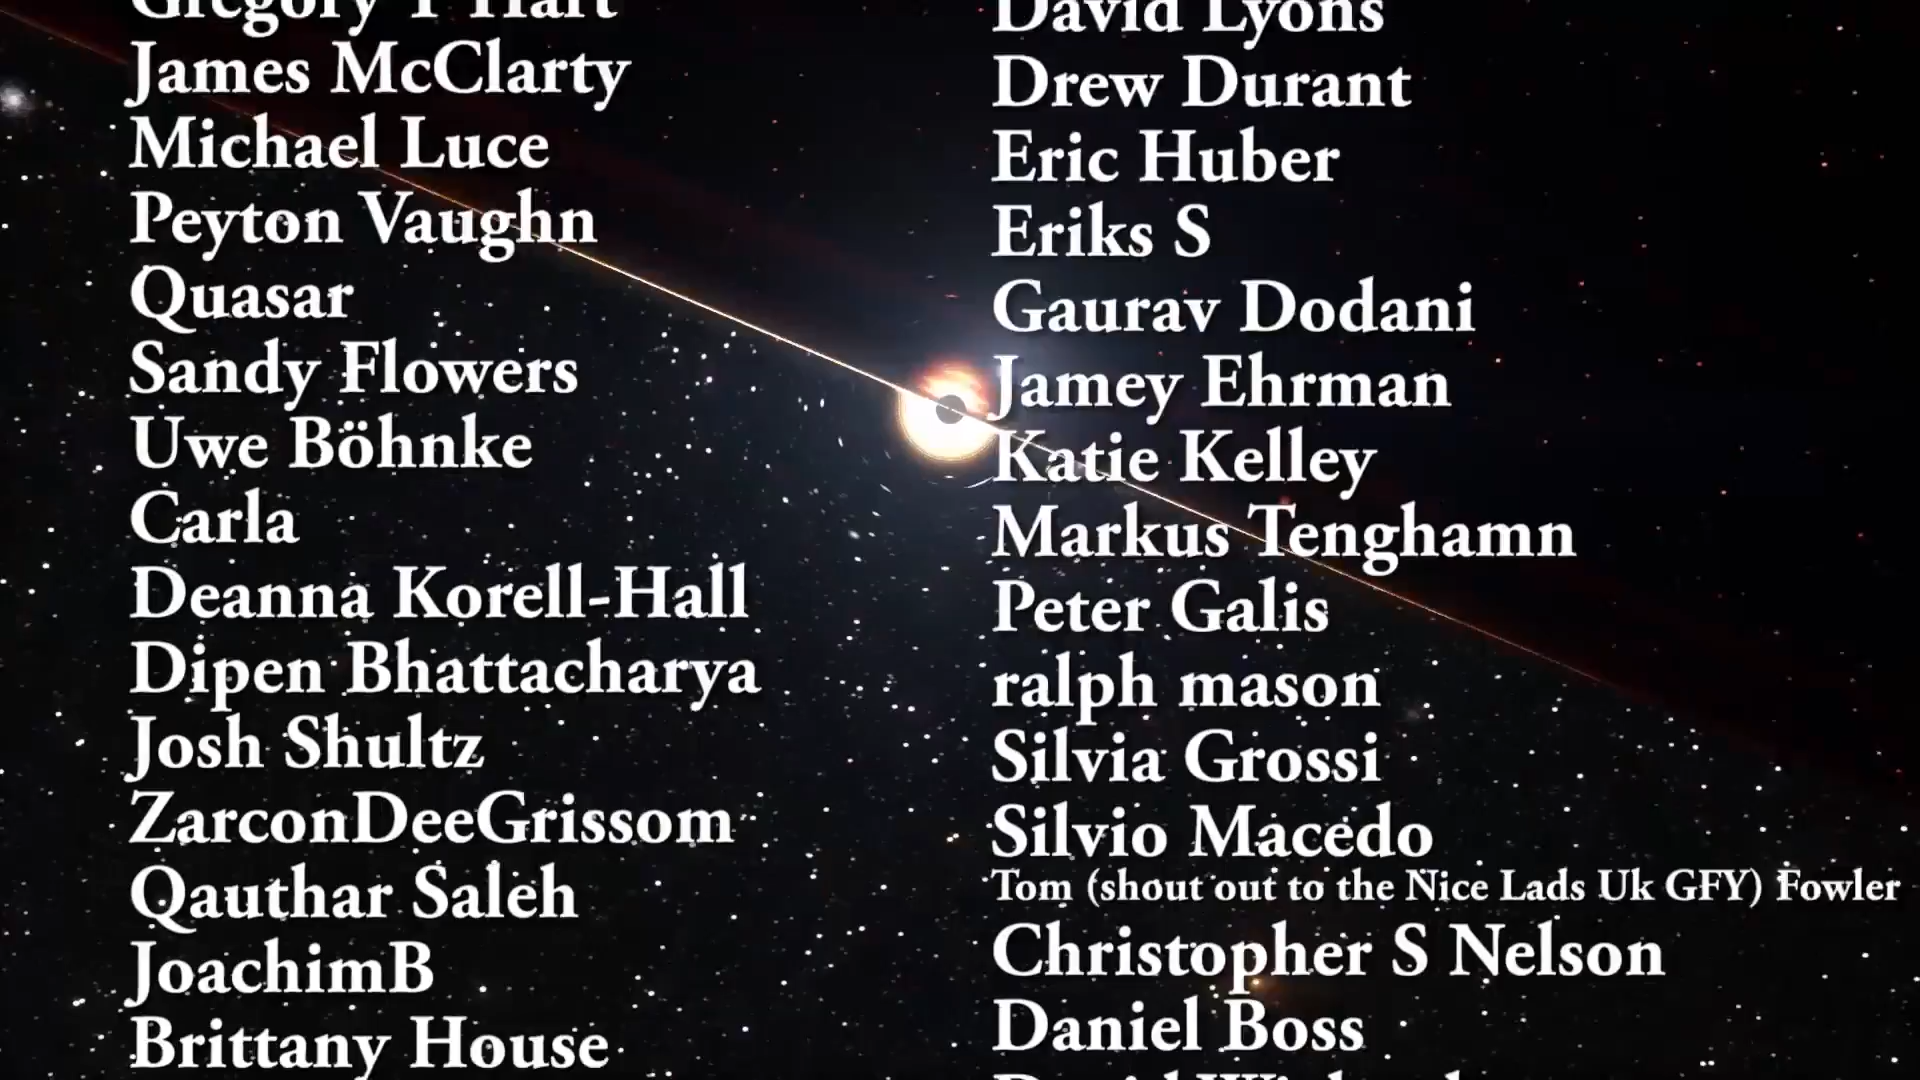 Gregory T Hart
James McClarty
Michael Luce
Peyton Vaughn
Quasar
Sandy Flowers
Uwe Böhnke
Carla
Deanna Korell-Hall
Dipen Bhattacharya
Josh Shultz
ZarconDeeGrissom
Qauthar Saleh
JoachimB
Brittany House
David Lyons
Drew Durant
Eric Huber
Eriks S
Gaurav Dodani
Jamey Ehrman
Katie Kelley
Markus Tenghamn
Peter Galis
ralph mason
Silvia Grossi
Silvio Macedo
Tom (shout out to the Nice Lads Uk GFY) Fowler
Christopher S Nelson
Daniel Boss